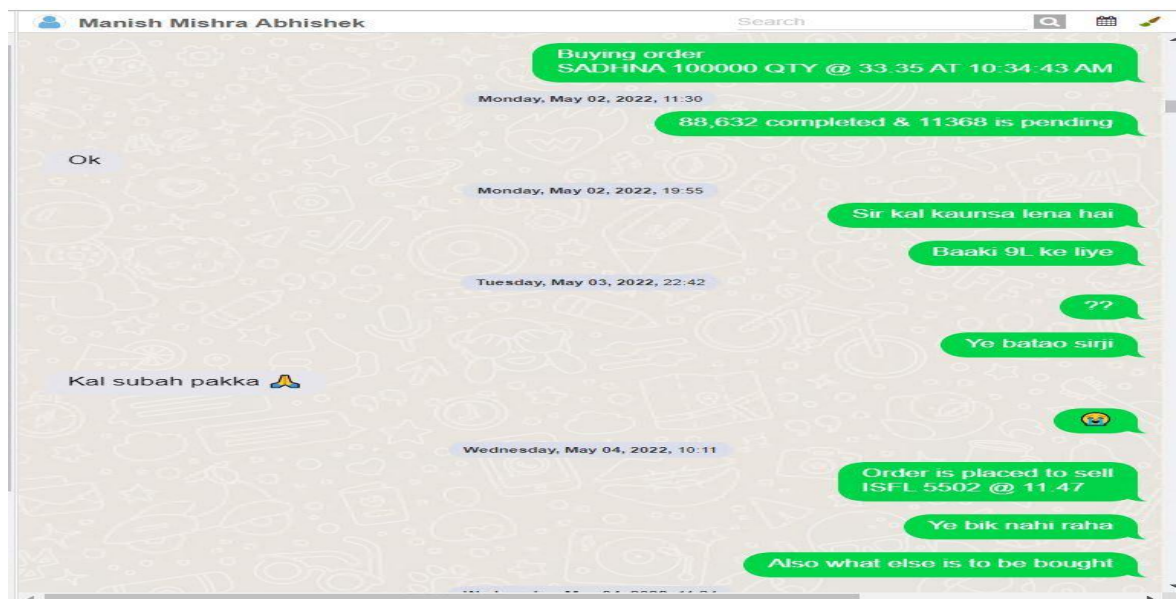 Manish Mishra Abhishek
Search
Buying order
SADHNA 100000 QTY @ 33.35 AT 10:34:43 AM
Monday, May 02, 2022, 11:30
88,632 completed & 11368 is pending
Ok
Monday, May 02, 2022, 19:55
Sir kal kaunsa lena hai
Baaki 9L ke liye
Tuesday, May 03, 2022, 22:42
??
Ye batao sirji
Kal subah pakka 🙏
😭
Wednesday, May 04, 2022, 10:11
Order is placed to sell
ISFL 5502 @ 11.47
Ye bik nahi raha
Also what else is to be bought